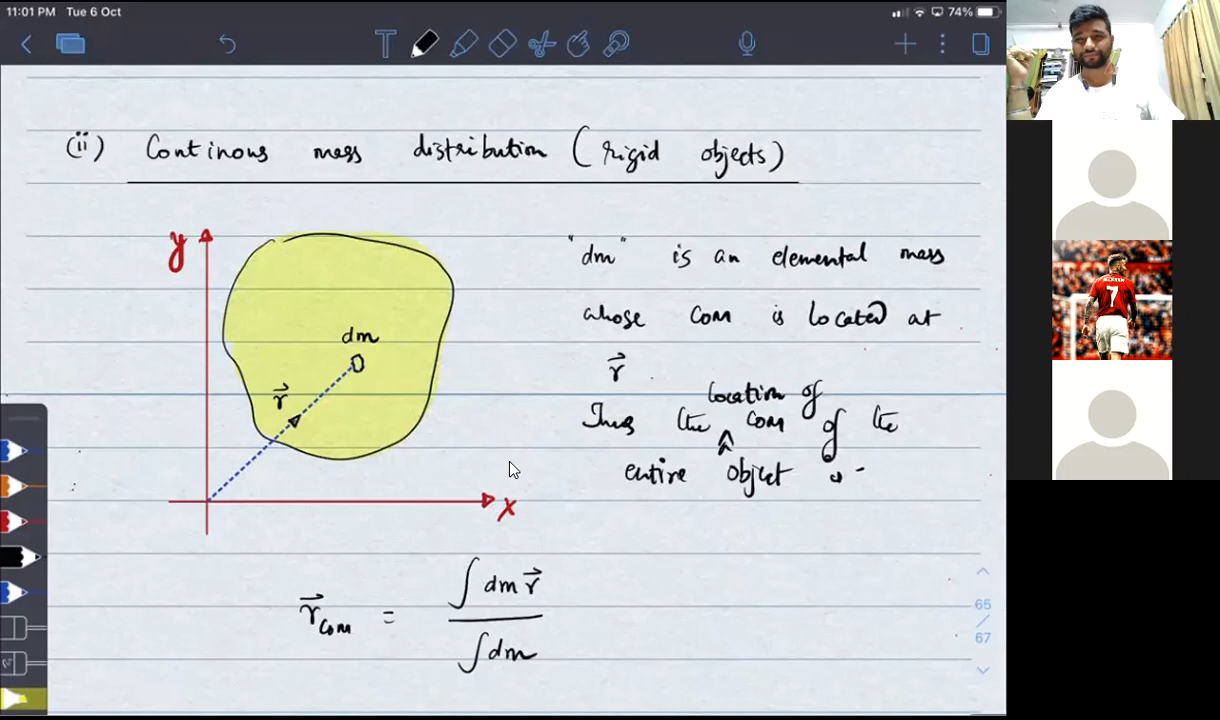 11:01 PM Tue 6 Oct
74%
(ii) Continous mass distribution (rigid objects)
y
dm
r
x
"dm" is an elemental mass
whose com is located at
r
location of
Thus the ^ com of the
entire object is -
r com = ∫ dm r / ∫ dm
65
/
67
7